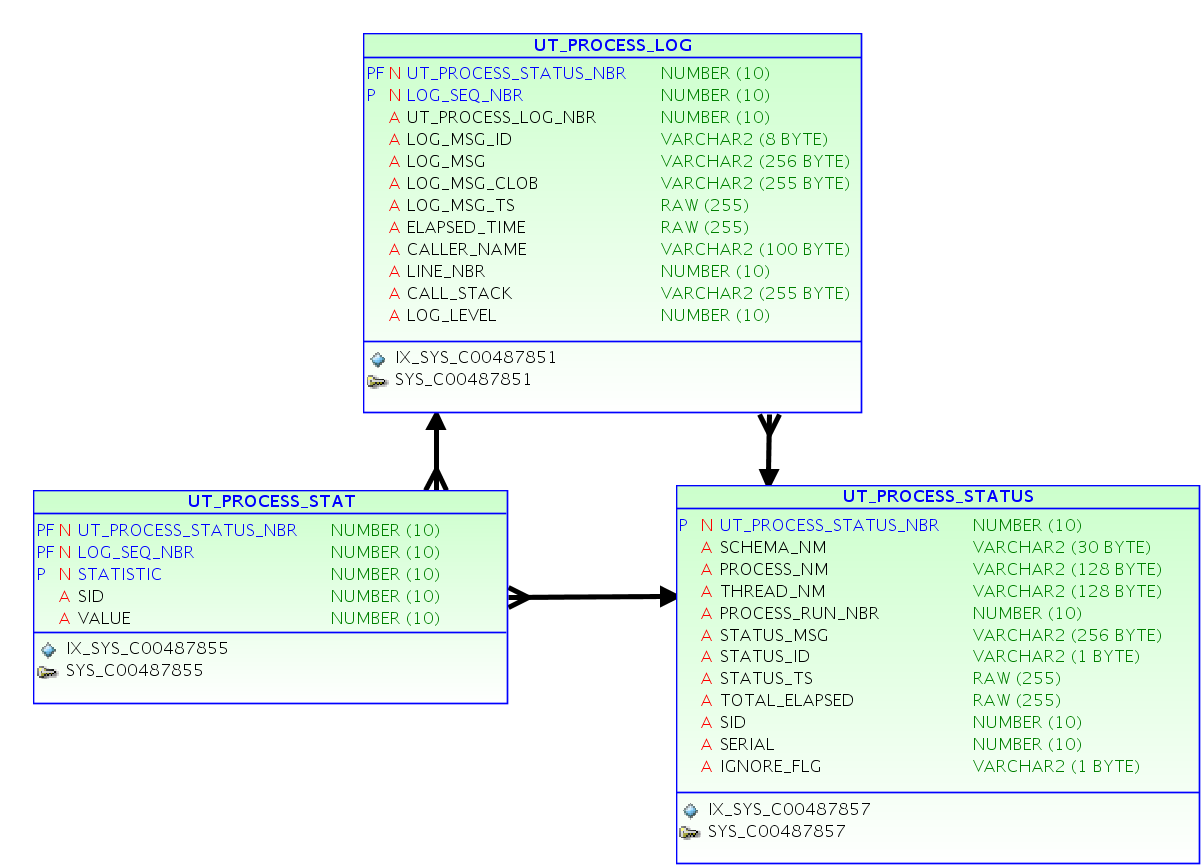 UT_PROCESS_LOG
PF N UT_PROCESS_STATUS_NBR NUMBER (10)
P N LOG_SEQ_NBR NUMBER (10)
A UT_PROCESS_LOG_NBR NUMBER (10)
A LOG_MSG_ID VARCHAR2 (8 BYTE)
A LOG_MSG VARCHAR2 (256 BYTE)
A LOG_MSG_CLOB VARCHAR2 (255 BYTE)
A LOG_MSG_TS RAW (255)
A ELAPSED_TIME RAW (255)
A CALLER_NAME VARCHAR2 (100 BYTE)
A LINE_NBR NUMBER (10)
A CALL_STACK VARCHAR2 (255 BYTE)
A LOG_LEVEL NUMBER (10)
IX_SYS_C00487851
SYS_C00487851
UT_PROCESS_STAT
PF N UT_PROCESS_STATUS_NBR NUMBER (10)
PF N LOG_SEQ_NBR NUMBER (10)
P N STATISTIC NUMBER (10)
A SID NUMBER (10)
A VALUE NUMBER (10)
IX_SYS_C00487855
SYS_C00487855
UT_PROCESS_STATUS
P N UT_PROCESS_STATUS_NBR NUMBER (10)
A SCHEMA_NM VARCHAR2 (30 BYTE)
A PROCESS_NM VARCHAR2 (128 BYTE)
A THREAD_NM VARCHAR2 (128 BYTE)
A PROCESS_RUN_NBR NUMBER (10)
A STATUS_MSG VARCHAR2 (256 BYTE)
A STATUS_ID VARCHAR2 (1 BYTE)
A STATUS_TS RAW (255)
A TOTAL_ELAPSED RAW (255)
A SID NUMBER (10)
A SERIAL NUMBER (10)
A IGNORE_FLG VARCHAR2 (1 BYTE)
IX_SYS_C00487857
SYS_C00487857